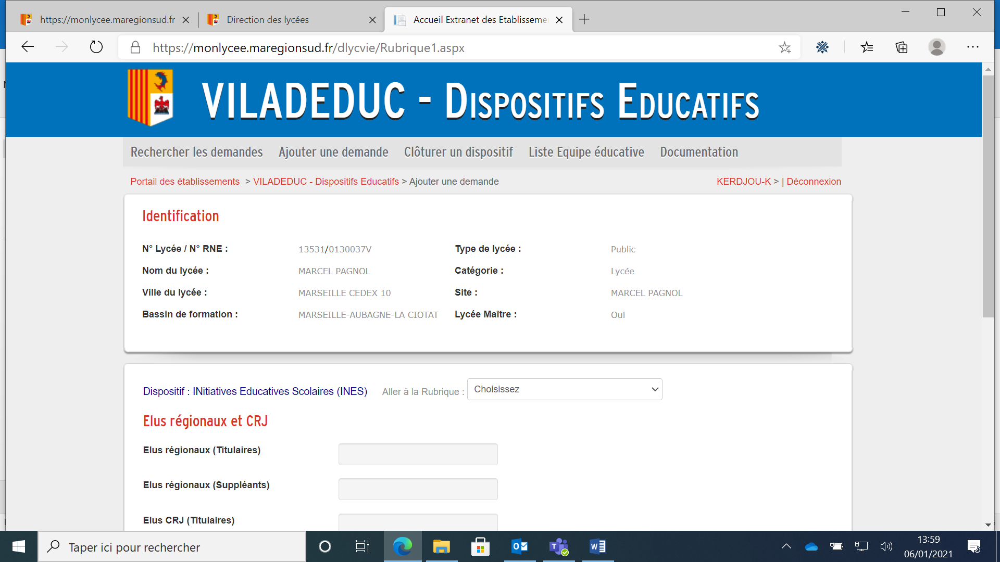 https://monlycee.maregionsud.fr
Direction des lycées
Accueil Extranet des Etablisseme
https://monlycee.maregionsud.fr/dlycvie/Rubrique1.aspx
VILADEDUC - Dispositifs Educatifs
Rechercher les demandes Ajouter une demande Clôturer un dispositif Liste Equipe éducative Documentation
Portail des établissements > VILADEDUC - Dispositifs Educatifs > Ajouter une demande KERDJOU-K > | Déconnexion
Identification
N° Lycée / N° RNE : 13531/0130037V Type de lycée : Public
Nom du lycée : MARCEL PAGNOL Catégorie : Lycée
Ville du lycée : MARSEILLE CEDEX 10 Site : MARCEL PAGNOL
Bassin de formation : MARSEILLE-AUBAGNE-LA CIOTAT Lycée Maître : Oui
Dispositif : INitiatives Educatives Scolaires (INES) Aller à la Rubrique : Choisissez
Elus régionaux et CRJ
Elus régionaux (Titulaires)
Elus régionaux (Suppléants)
Elus CRJ (Titulaires)
Taper ici pour rechercher
13:59
06/01/2021